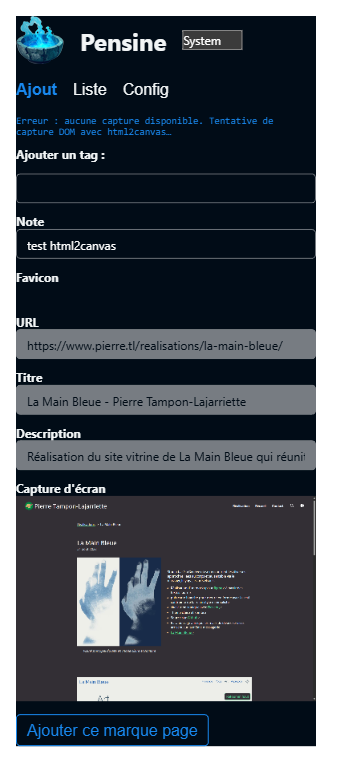 Pensine
System
Ajout Liste Config
Erreur : aucune capture disponible. Tentative de
capture DOM avec html2canvas…
Ajouter un tag :
Note
test html2canvas
Favicon
URL
https://www.pierre.tl/realisations/la-main-bleue/
Titre
La Main Bleue - Pierre Tampon-Lajarriette
Description
Réalisation du site vitrine de La Main Bleue qui réunit
Capture d'écran
Pierre Tampon-Lajarriette
La Main Bleue
La Main Bleue
Ajouter ce marque page